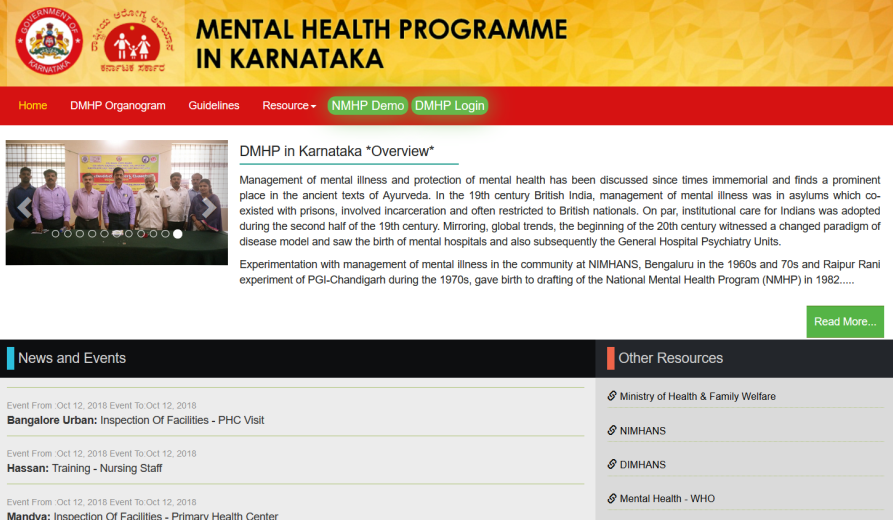 GOVERNMENT OF
KARNATAKA
ಕರ್ನಾಟಕ ಸರ್ಕಾರ
MENTAL HEALTH PROGRAMME
IN KARNATAKA
Home DMHP Organogram Guidelines Resource NMHP Demo DMHP Login
DMHP in Karnataka *Overview*
Management of mental illness and protection of mental health has been discussed since times immemorial and finds a prominent
place in the ancient texts of Ayurveda. In the 19th century British India, management of mental illness was in asylums which co-
existed with prisons, involved incarceration and often restricted to British nationals. On par, institutional care for Indians was adopted
during the second half of the 19th century. Mirroring, global trends, the beginning of the 20th century witnessed a changed paradigm of
disease model and saw the birth of mental hospitals and also subsequently the General Hospital Psychiatry Units.
Experimentation with management of mental illness in the community at NIMHANS, Bengaluru in the 1960s and 70s and Raipur Rani
experiment of PGI-Chandigarh during the 1970s, gave birth to drafting of the National Mental Health Program (NMHP) in 1982.....
Read More...
News and Events
Event From :Oct 12, 2018 Event To:Oct 12, 2018
Bangalore Urban: Inspection Of Facilities - PHC Visit
Event From :Oct 12, 2018 Event To:Oct 12, 2018
Hassan: Training - Nursing Staff
Event From :Oct 12, 2018 Event To:Oct 12, 2018
Mandya: Inspection Of Facilities - Primary Health Center
Other Resources
Ministry of Health & Family Welfare
NIMHANS
DIMHANS
Mental Health - WHO